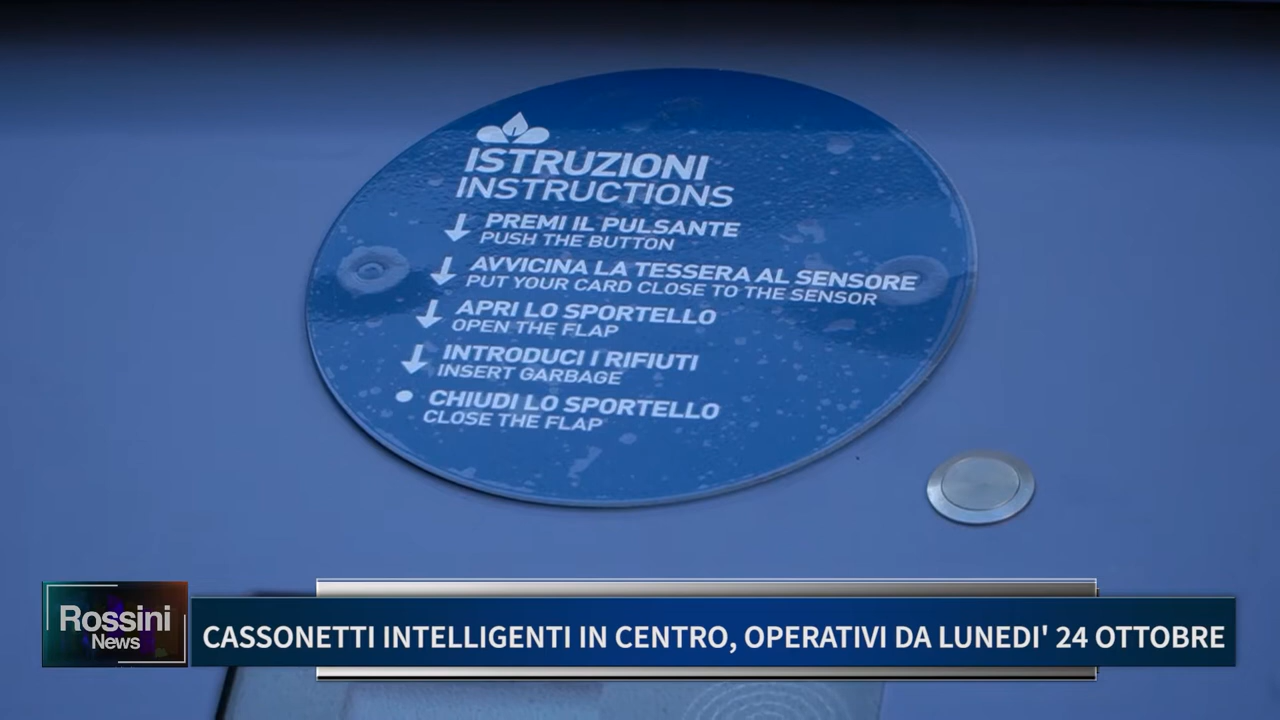 ISTRUZIONI
INSTRUCTIONS
PREMI IL PULSANTE
PUSH THE BUTTON
AVVICINA LA TESSERA AL SENSORE
PUT YOUR CARD CLOSE TO THE SENSOR
APRI LO SPORTELLO
OPEN THE FLAP
INTRODUCI I RIFIUTI
INSERT GARBAGE
CHIUDI LO SPORTELLO
CLOSE THE FLAP
Rossini
News
CASSONETTI INTELLIGENTI IN CENTRO, OPERATIVI DA LUNEDI' 24 OTTOBRE